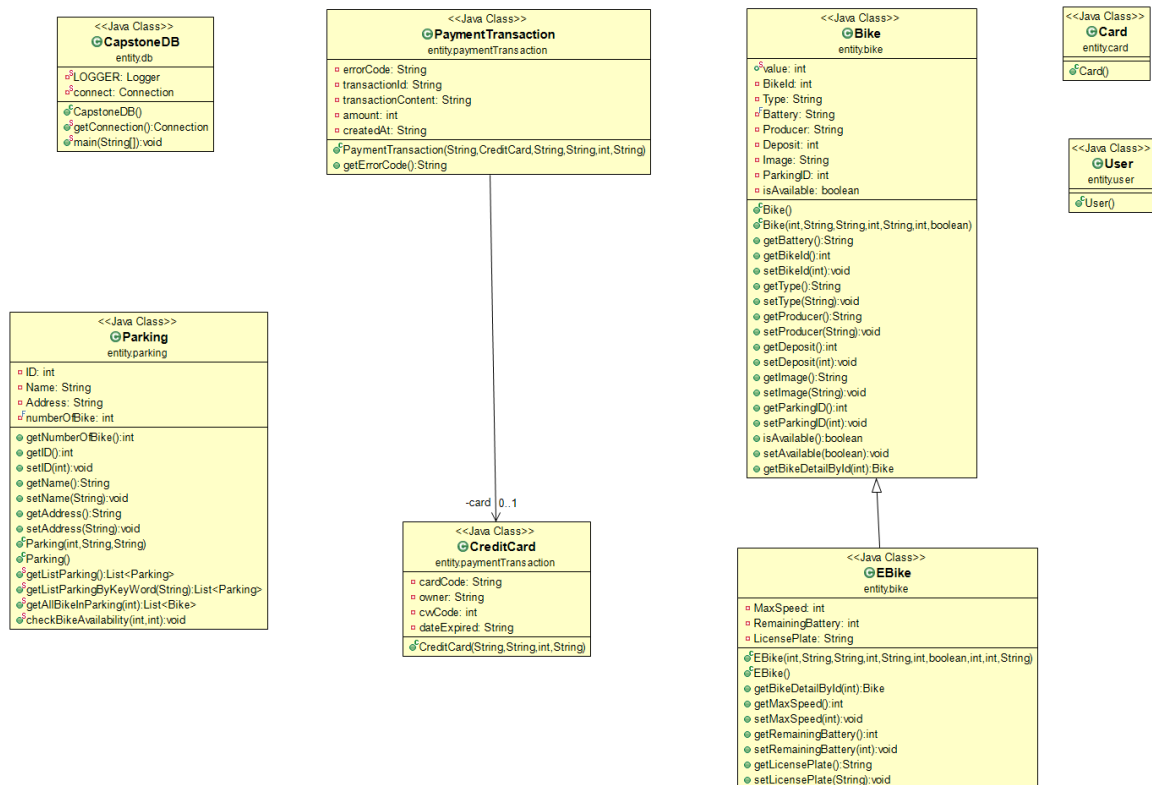 <<Java Class>>
CapstoneDB
entity.db
LOGGER: Logger
connect: Connection
CapstoneDB()
getConnection():Connection
main(String[]):void
<<Java Class>>
PaymentTransaction
entity.paymentTransaction
errorCode: String
transactionId: String
transactionContent: String
amount: int
createdAt: String
PaymentTransaction(String,CreditCard,String,String,int,String)
getErrorCode():String
<<Java Class>>
Bike
entity.bike
value: int
BikeId: int
Type: String
Battery: String
Producer: String
Deposit: int
Image: String
ParkingID: int
isAvailable: boolean
Bike()
Bike(int,String,String,int,String,int,boolean)
getBattery():String
getBikeId():int
setBikeId(int):void
getType():String
setType(String):void
getProducer():String
setProducer(String):void
getDeposit():int
setDeposit(int):void
getImage():String
setImage(String):void
getParkingID():int
setParkingID(int):void
isAvailable():boolean
setAvailable(boolean):void
getBikeDetailById(int):Bike
<<Java Class>>
Card
entity.card
Card()
<<Java Class>>
User
entity.user
User()
<<Java Class>>
Parking
entity.parking
ID: int
Name: String
Address: String
numberOfBike: int
getNumberOfBike():int
getID():int
setID(int):void
getName():String
setName(String):void
getAddress():String
setAddress(String):void
Parking(int,String,String)
Parking()
getListParking():List<Parking>
getListParkingByKeyWord(String):List<Parking>
getAllBikeInParking(int):List<Bike>
checkBikeAvailability(int,int):void
-card 0..1
<<Java Class>>
CreditCard
entity.paymentTransaction
cardCode: String
owner: String
cvvCode: int
dateExpired: String
CreditCard(String,String,int,String)
<<Java Class>>
EBike
entity.bike
MaxSpeed: int
RemainingBattery: int
LicensePlate: String
EBike(int,String,String,int,String,int,boolean,int,int,String)
EBike()
getBikeDetailById(int):Bike
getMaxSpeed():int
setMaxSpeed(int):void
getRemainingBattery():int
setRemainingBattery(int):void
getLicensePlate():String
setLicensePlate(String):void